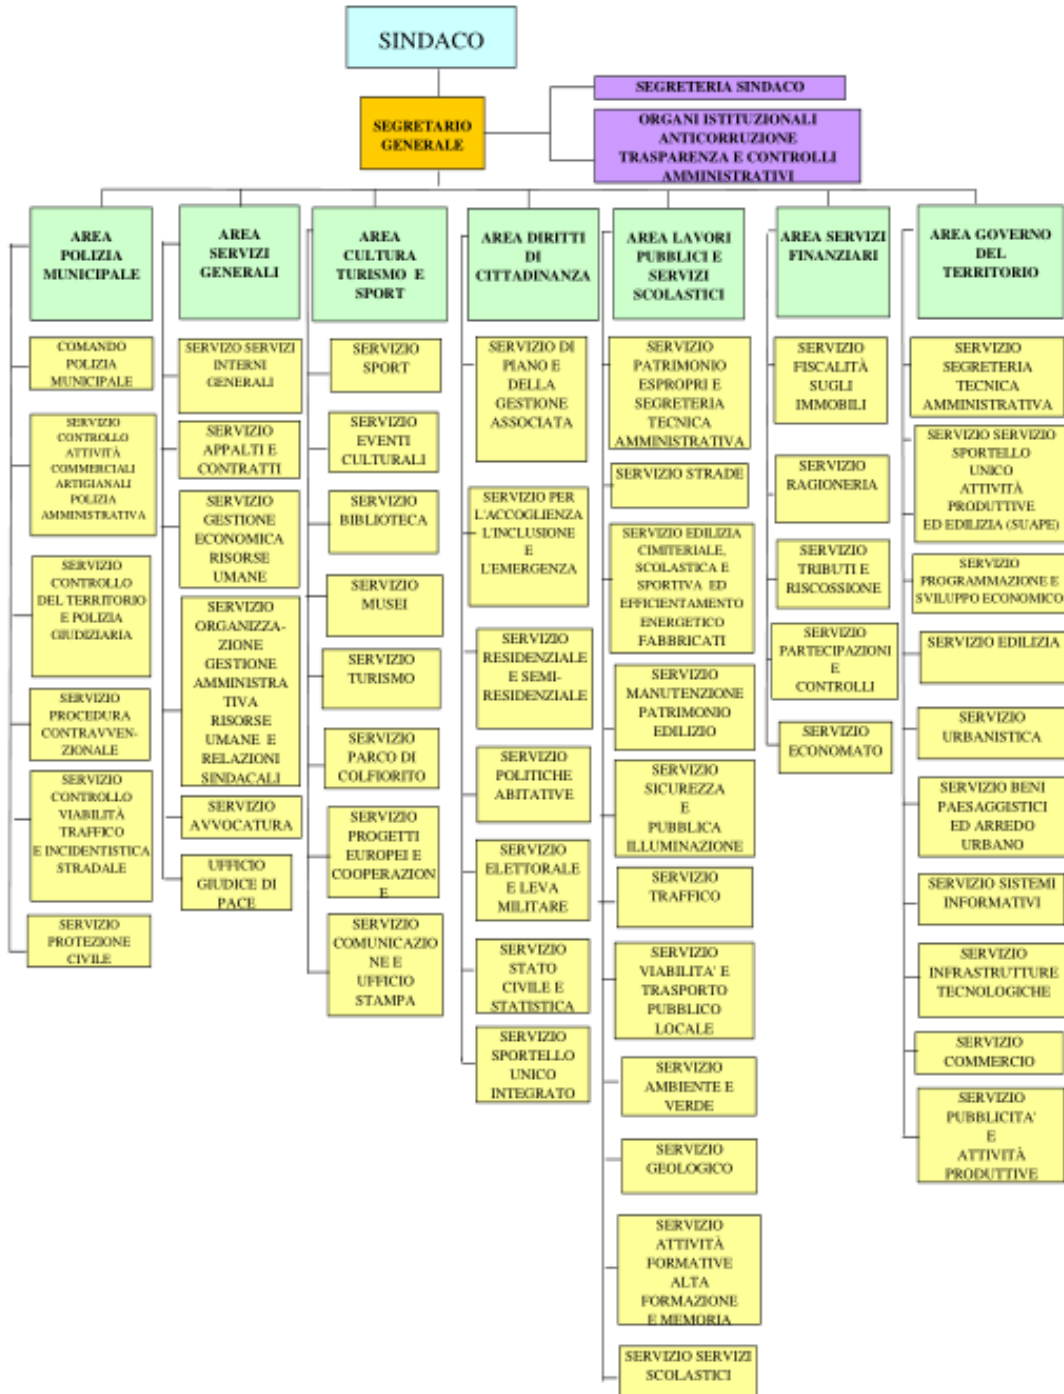 SINDACO
SEGRETARIO
GENERALE
SEGRETERIA SINDACO
ORGANI ISTITUZIONALI
ANTICORRUZIONE
TRASPARENZA E CONTROLLI
AMMINISTRATIVI
AREA
POLIZIA
MUNICIPALE
COMANDO
POLIZIA
MUNICIPALE
SERVIZIO
CONTROLLO
ATTIVITÀ
COMMERCIALI
ARTIGIANALI
POLIZIA
AMMINISTRATIVA
SERVIZIO
CONTROLLO
DEL TERRITORIO
E POLIZIA
GIUDIZIARIA
SERVIZIO
PROCEDURA
CONTRAVVEN-
ZIONALE
SERVIZIO
CONTROLLO
VIABILITÀ
TRAFFICO
E INCIDENTISTICA
STRADALE
SERVIZIO
PROTEZIONE
CIVILE
AREA
SERVIZI
GENERALI
SERVIZO SERVIZI
INTERNI
GENERALI
SERVIZIO
APPALTI E
CONTRATTI
SERVIZIO
GESTIONE
ECONOMICA
RISORSE
UMANE
SERVIZIO
ORGANIZZA-
ZIONE
GESTIONE
AMMINISTRA
TIVA
RISORSE
UMANE E
RELAZIONI
SINDACALI
SERVIZIO
AVVOCATURA
UFFICIO
GIUDICE DI
PACE
AREA
CULTURA
TURISMO E
SPORT
SERVIZIO
SPORT
SERVIZIO
EVENTI
CULTURALI
SERVIZIO
BIBLIOTECA
SERVIZIO
MUSEI
SERVIZIO
TURISMO
SERVIZIO
PARCO DI
COLFIORITO
SERVIZIO
PROGETTI
EUROPEI E
COOPERAZION
E
SERVIZIO
COMUNICAZIO
NE E
UFFICIO
STAMPA
AREA DIRITTI
DI
CITTADINANZA
SERVIZIO DI
PIANO E
DELLA
GESTIONE
ASSOCIATA
SERVIZIO PER
L'ACCOGLIENZA
L'INCLUSIONE
E
L'EMERGENZA
SERVIZIO
RESIDENZIALE
E SEMI-
RESIDENZIALE
SERVIZIO
POLITICHE
ABITATIVE
SERVIZIO
ELETTORALE
E LEVA
MILITARE
SERVIZIO
STATO
CIVILE E
STATISTICA
SERVIZIO
SPORTELLO
UNICO
INTEGRATO
AREA LAVORI
PUBBLICI E
SERVIZI
SCOLASTICI
SERVIZIO
PATRIMONIO
ESPROPRI E
SEGRETERIA
TECNICA
AMMINISTRATIVA
SERVIZIO STRADE
SERVIZIO EDILIZIA
CIMITERIALE,
SCOLASTICA E
SPORTIVA ED
EFFICIENTAMENTO
ENERGETICO
FABBRICATI
SERVIZIO
MANUTENZIONE
PATRIMONIO
EDILIZIO
SERVIZIO
SICUREZZA
E
PUBBLICA
ILLUMINAZIONE
SERVIZIO
TRAFFICO
SERVIZIO
VIABILITA' E
TRASPORTO
PUBBLICO
LOCALE
SERVIZIO
AMBIENTE E
VERDE
SERVIZIO
GEOLOGICO
SERVIZIO
ATTIVITÀ
FORMATIVE
ALTA
FORMAZIONE
E MEMORIA
SERVIZIO SERVIZI
SCOLASTICI
AREA SERVIZI
FINANZIARI
SERVIZIO
FISCALITÀ
SUGLI
IMMOBILI
SERVIZIO
RAGIONERIA
SERVIZIO
TRIBUTI E
RISCOSSIONE
SERVIZIO
PARTECIPAZIONI
E
CONTROLLI
SERVIZIO
ECONOMATO
AREA GOVERNO
DEL
TERRITORIO
SERVIZIO
SEGRETERIA
TECNICA
AMMINISTRATIVA
SERVIZIO SERVIZIO
SPORTELLO
UNICO
ATTIVITÀ
PRODUTTIVE
ED EDILIZIA (SUAPE)
SERVIZIO
PROGRAMMAZIONE E
SVILUPPO ECONOMICO
SERVIZIO EDILIZIA
SERVIZIO
URBANISTICA
SERVIZIO BENI
PAESAGGISTICI
ED ARREDO
URBANO
SERVIZIO SISTEMI
INFORMATIVI
SERVIZIO
INFRASTRUTTURE
TECNOLOGICHE
SERVIZIO
COMMERCIO
SERVIZIO
PUBBLICITA'
E
ATTIVITÀ
PRODUTTIVE